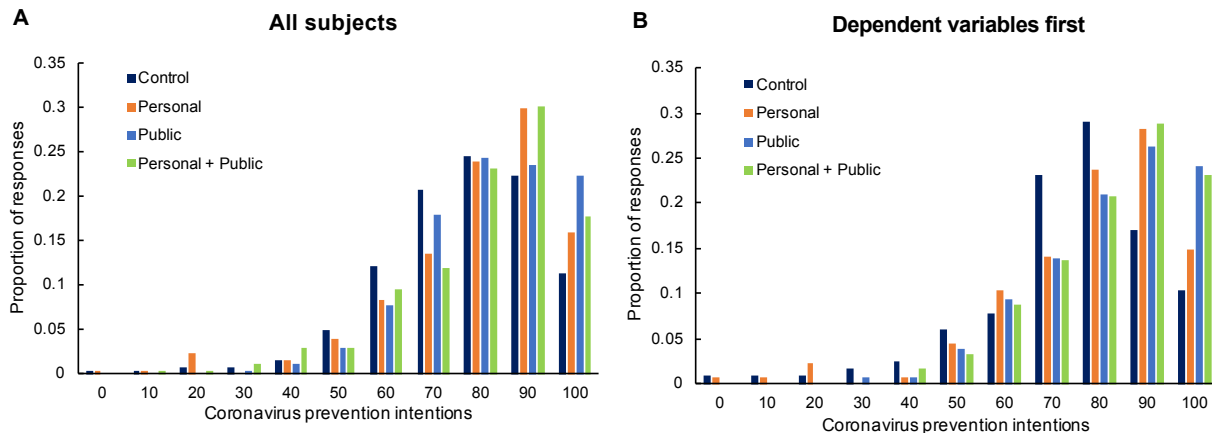 A
All subjects
0.35
0.3
0.25
0.2
0.15
0.1
0.05
0
Proportion of responses
Control
Personal
Public
Personal + Public
0 10 20 30 40 50 60 70 80 90 100
Coronavirus prevention intentions
B
Dependent variables first
0.35
0.3
0.25
0.2
0.15
0.1
0.05
0
Proportion of responses
Control
Personal
Public
Personal + Public
0 10 20 30 40 50 60 70 80 90 100
Coronavirus prevention intentions